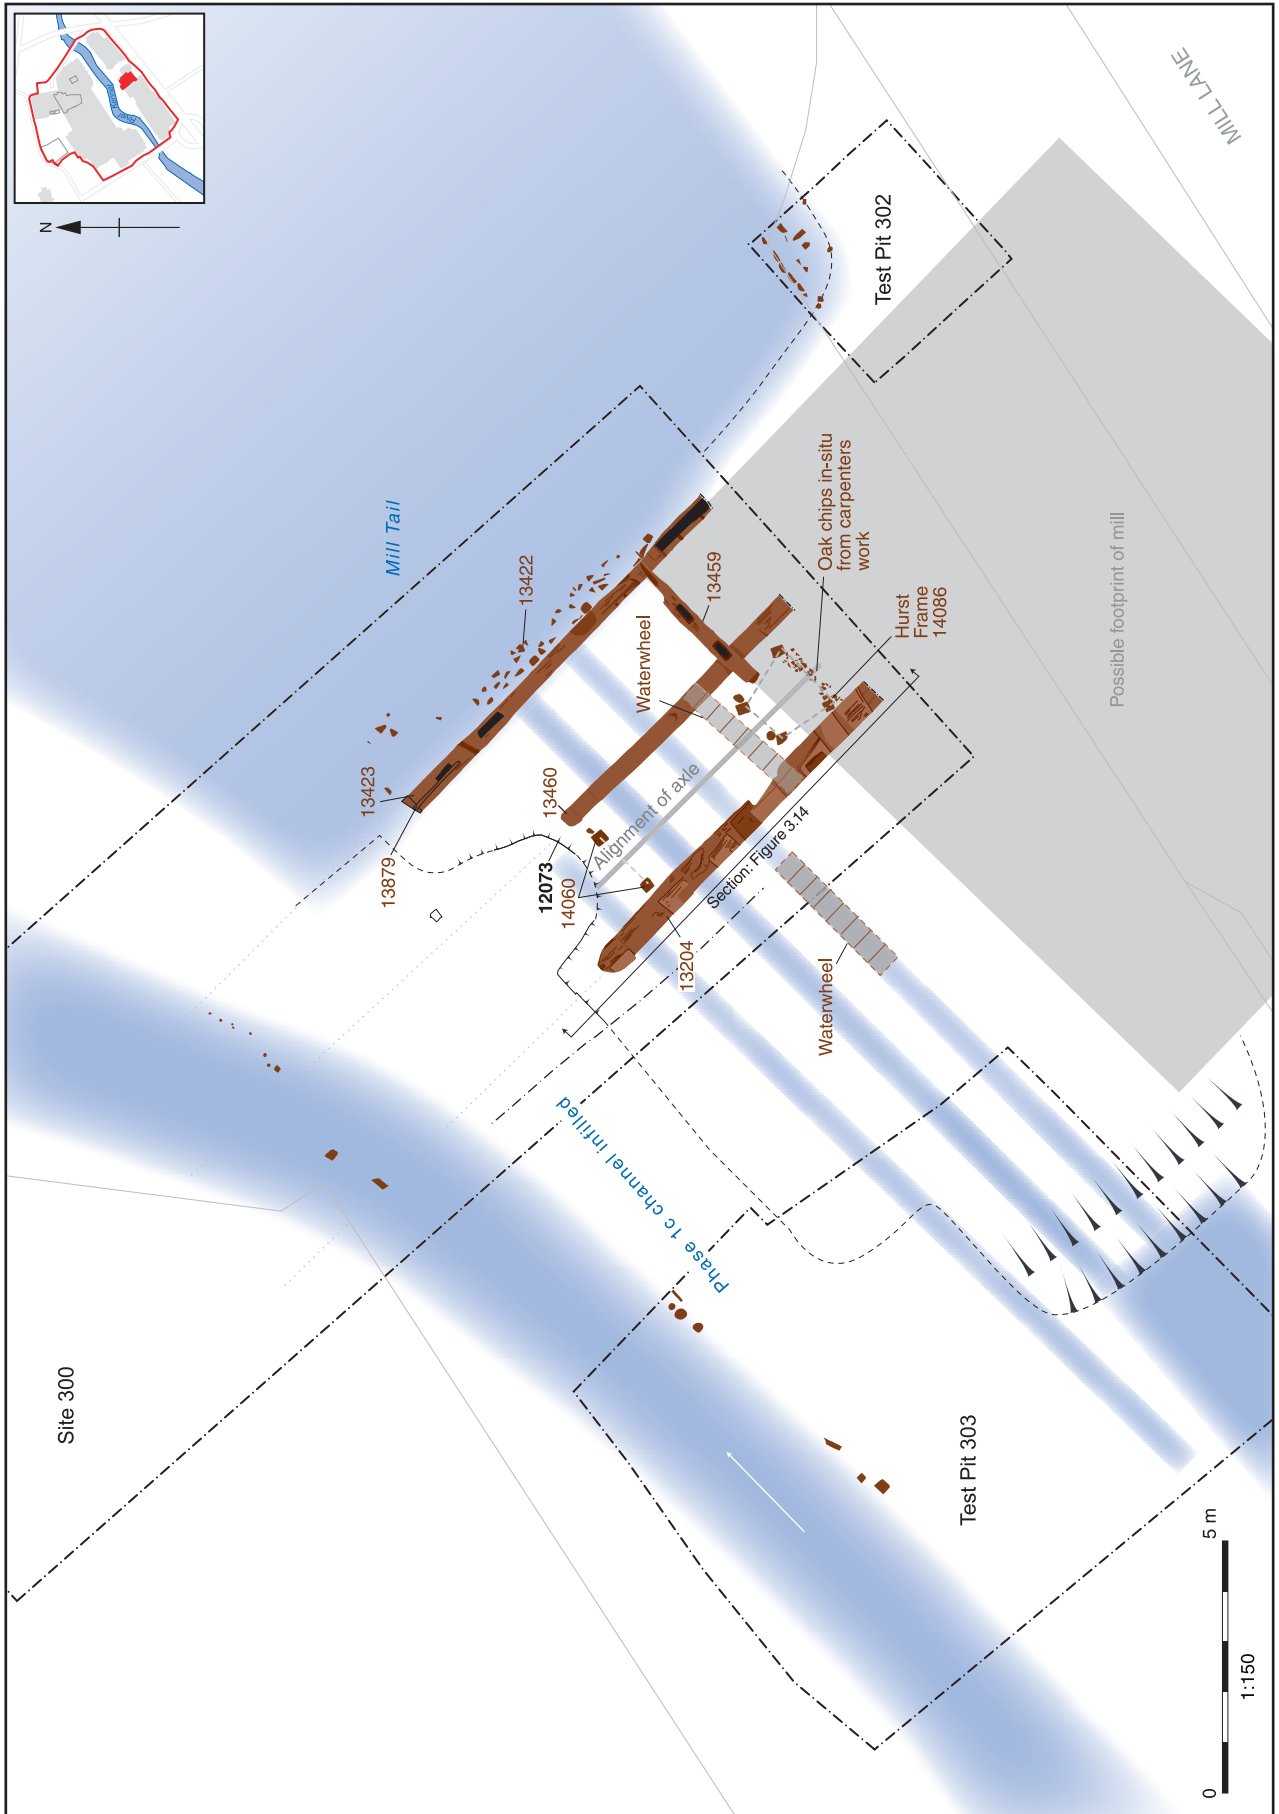 River Kennet
N
MILL LANE
Test Pit 302
Mill Tail
13422
13459
Oak chips in-situ
from carpenters
work
Waterwheel
Hurst
Frame
14086
Possible footprint of mill
13423
13460
Alignment of axle
13879
12073
14060
Section: Figure 3.14
13204
Waterwheel
Phase 1c channel infilled
Site 300
Test Pit 303
0
5 m
1:150